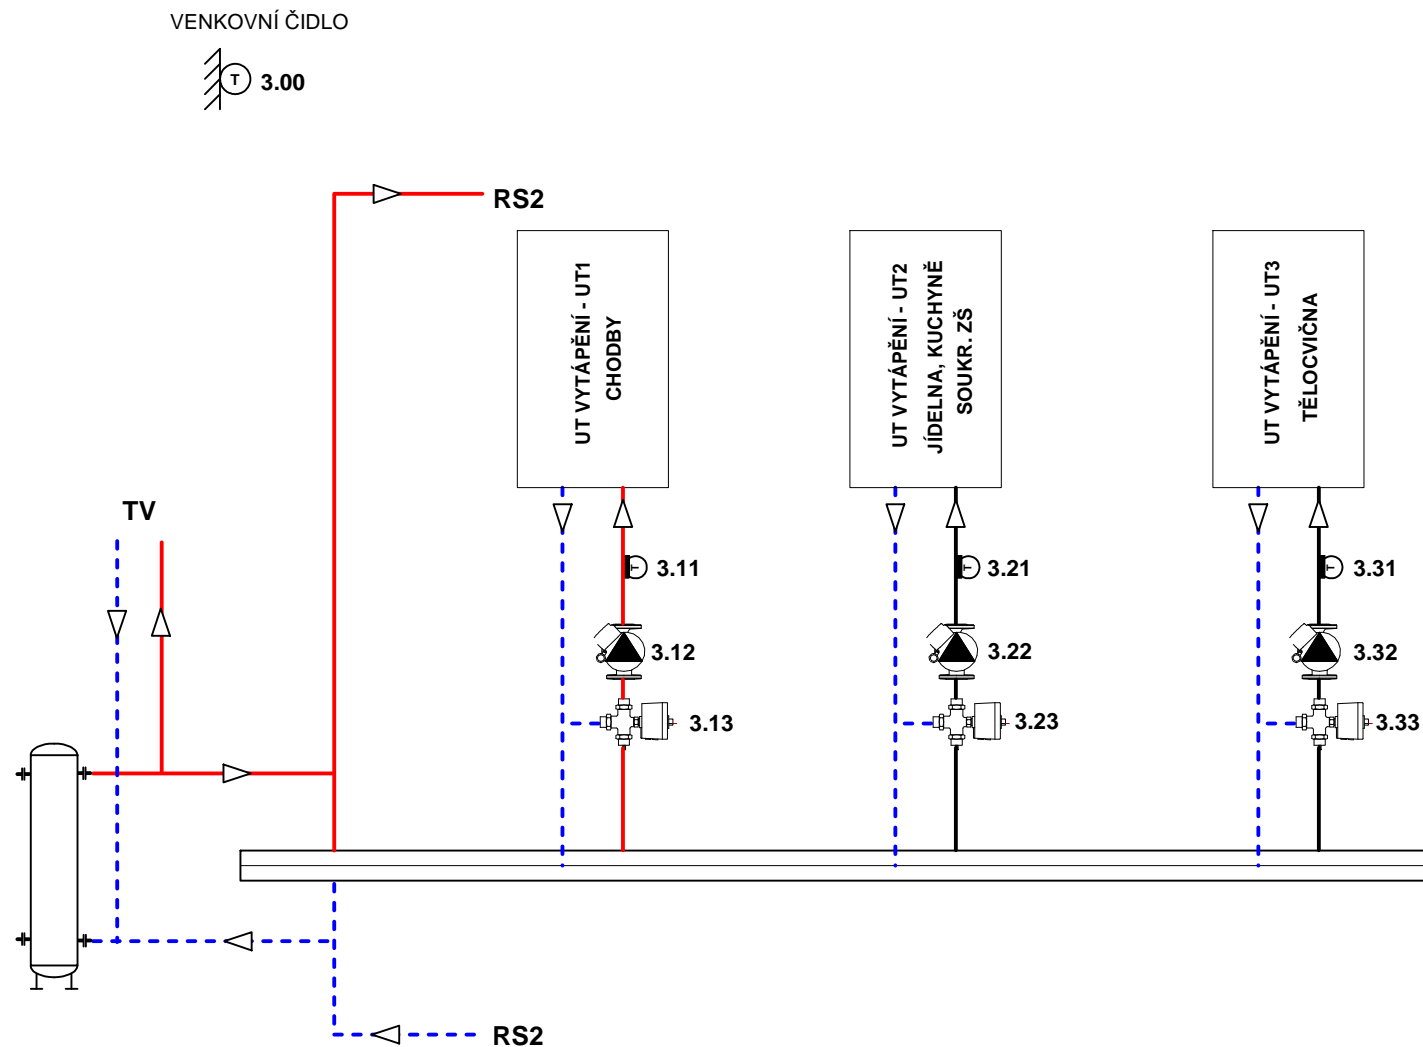 VENKOVNÍ ČIDLO
T 3.00
RS2
UT VYTÁPĚNÍ - UT1
CHODBY
UT VYTÁPĚNÍ - UT2
JÍDELNA, KUCHYNĚ
SOUKR. ZŠ
UT VYTÁPĚNÍ - UT3
TĚLOCVIČNA
TV
T 3.11
T 3.21
T 3.31
3.12
3.22
3.32
3.13
3.23
3.33
RS2